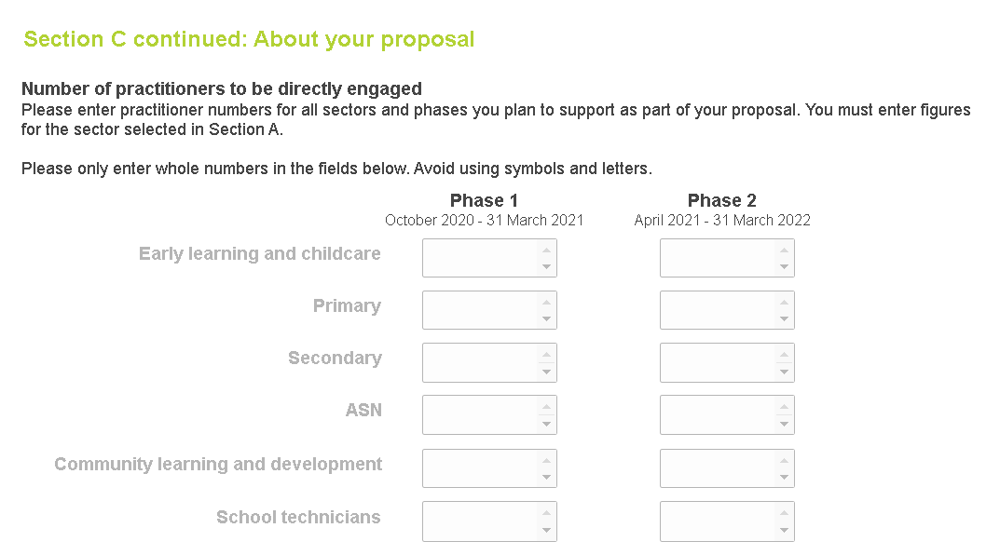 Section C continued: About your proposal
Number of practitioners to be directly engaged
Please enter practitioner numbers for all sectors and phases you plan to support as part of your proposal. You must enter figures
for the sector selected in Section A.
Please only enter whole numbers in the fields below. Avoid using symbols and letters.
Phase 1 Phase 2
October 2020 - 31 March 2021 April 2021 - 31 March 2022
Early learning and childcare
Primary
Secondary
ASN
Community learning and development
School technicians